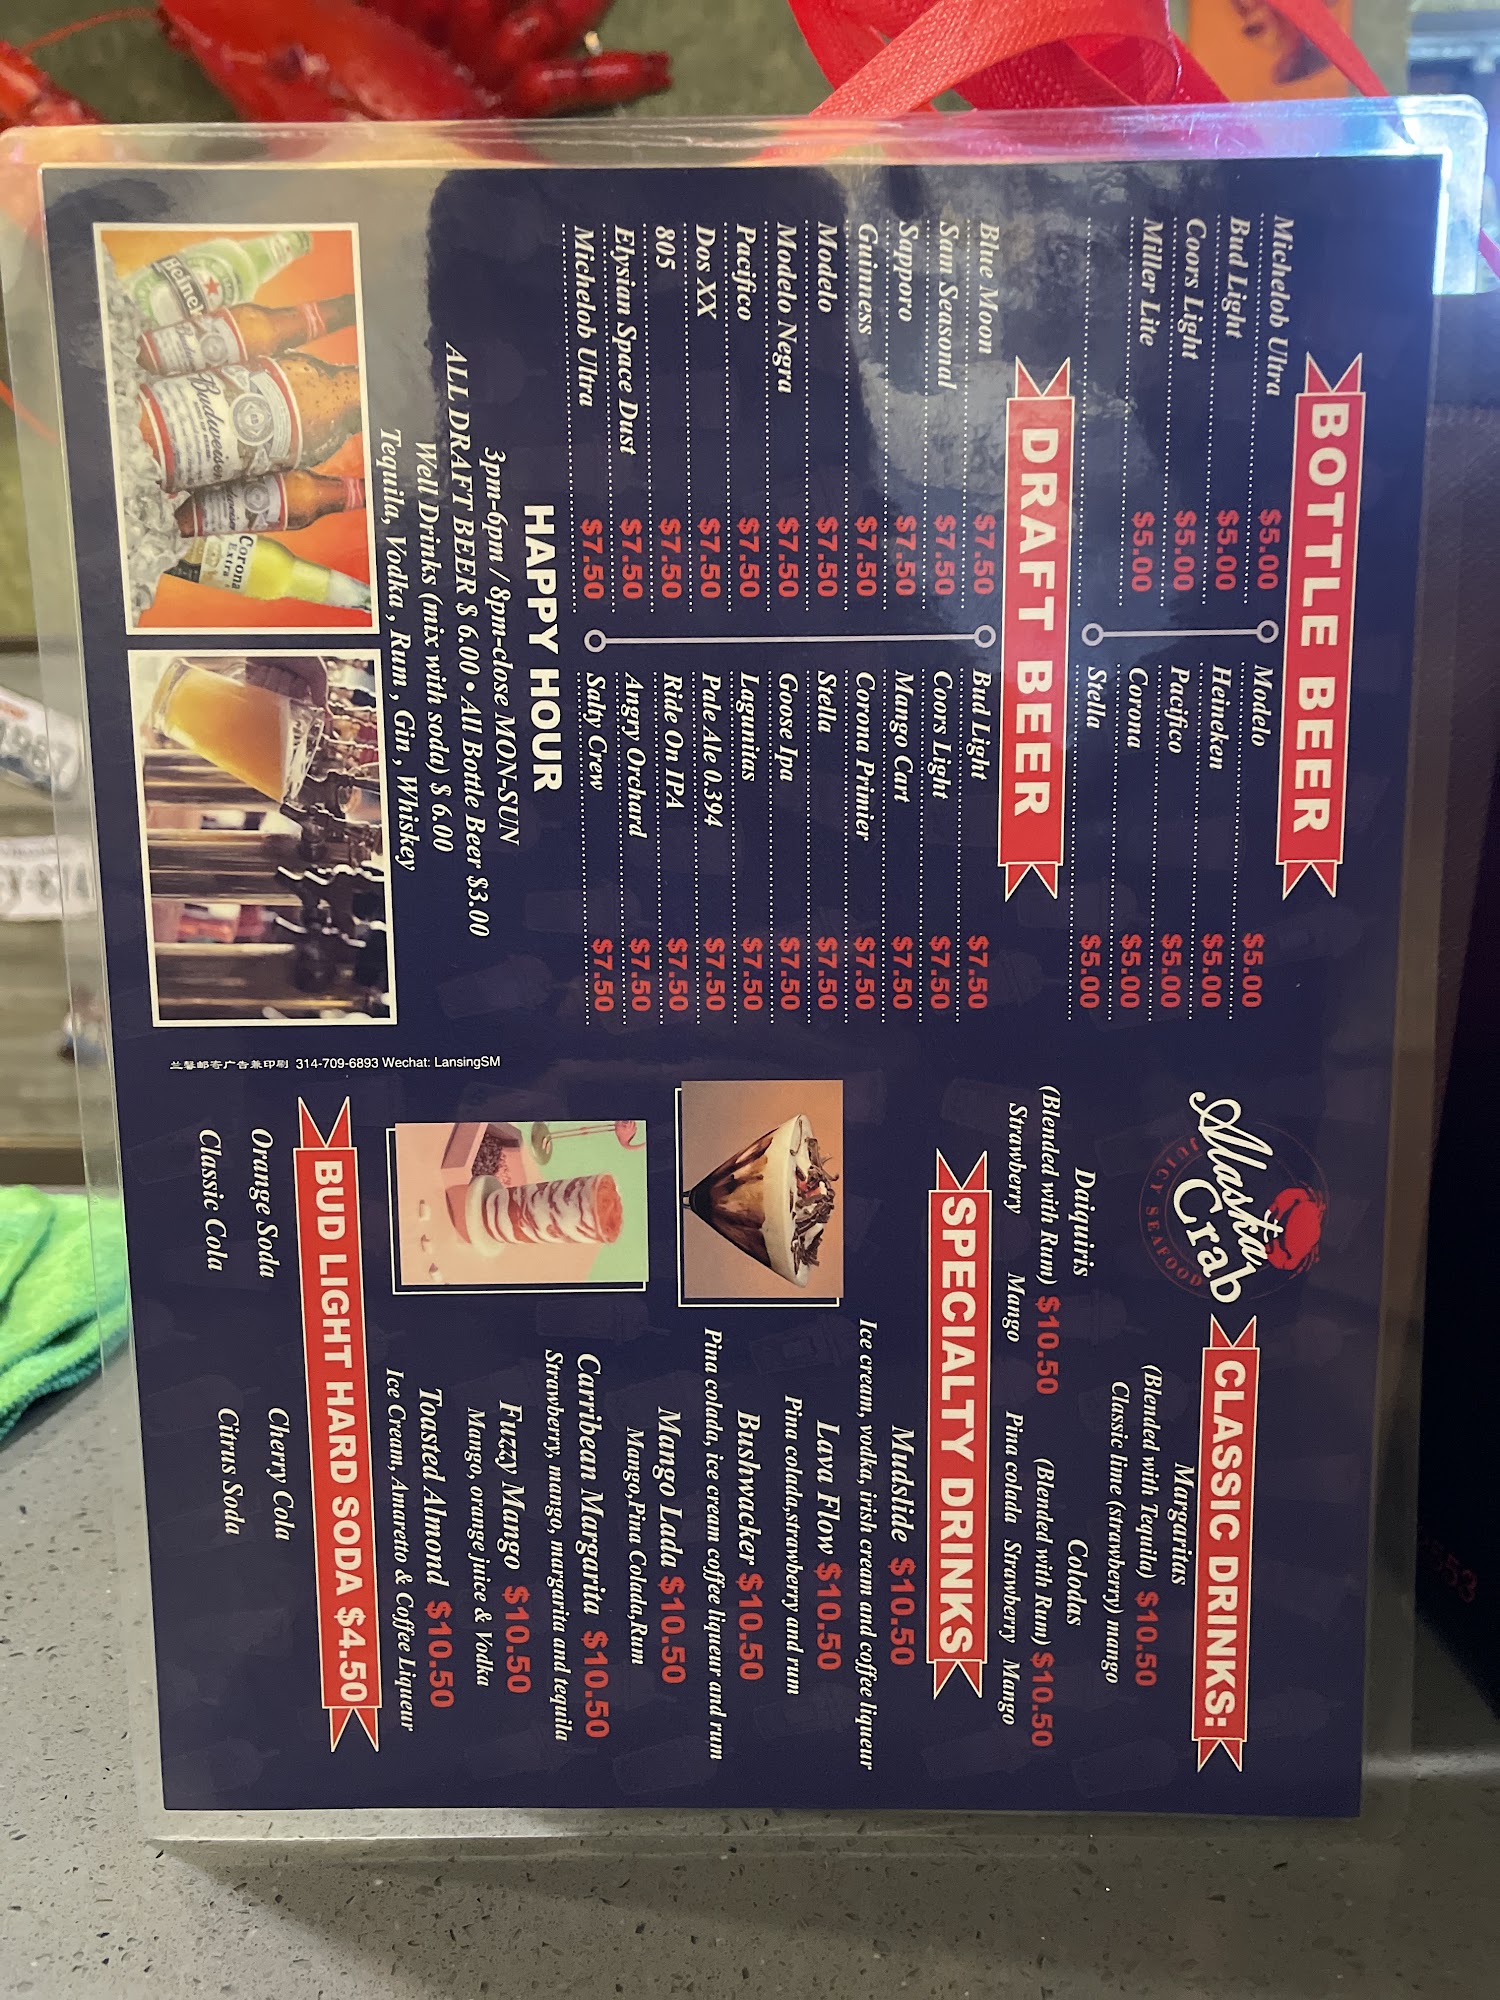 BOTTLE BEER
Michelob Ultra $5.00
Bud Light $5.00
Coors Light $5.00
Miller Lite $5.00
Modelo $5.00
Heineken $5.00
Pacifico $5.00
Corona $5.00
Stella $5.00
DRAFT BEER
Blue Moon $7.50
San Seasonal $7.50
Sapporo $7.50
Guinness $7.50
Modelo $7.50
Modelo Negra $7.50
Pacifico $7.50
Dos XX $7.50
805 $7.50
Elysian Space Dust $7.50
Michelob Ultra $7.50
Bud Light $7.50
Coors Light $7.50
Mango Cart $7.50
Corona Primier $7.50
Stella $7.50
Goose Ipa $7.50
Lagunitas $7.50
Pale Ale 0.394 $7.50
Ride On IPA $7.50
Angry Orchard $7.50
Salty Crew $7.50
HAPPY HOUR
3pm-6pm / 8pm-close MON-SUN
ALL DRAFT BEER $ 6.00 • All Bottle Beer $3.00
Well Drinks (mix with soda) $ 6.00
Tequila, Vodka , Rum , Gin , Whiskey
Heineken
Budweiser
Corona
Extra
兰馨邮寄广告兼印刷 314-709-6893 Wechat: LansingSM
Alaska
Crab
JUICY SEAFOOD
CLASSIC DRINKS:
Margaritas
(Blended with Tequila) $10.50
Classic lime (strawberry) mango
Daiquiris
(Blended with Rum) $10.50
Strawberry Mango
Colodas
(Blended with Rum) $10.50
Pina colada Strawberry Mango
SPECIALTY DRINKS
Mudslide $10.50
Ice cream, vodka, irish cream and coffee liqueur
Lava Flow $10.50
Pina colada,strawberry and rum
Bushwacker $10.50
Pina colada, ice cream coffee liqueur and rum
Mango Lada $10.50
Mango,Pina Colada,Rum
Carribean Margarita $10.50
Strawberry, mango, margarita and tequila
Fuzzy Mango $10.50
Mango, orange juice & Vodka
Toasted Almond $10.50
Ice Cream, Amaretto & Coffee Liqueur
BUD LIGHT HARD SODA $4.50
Orange Soda Cherry Cola
Classic Cola Citrus Soda